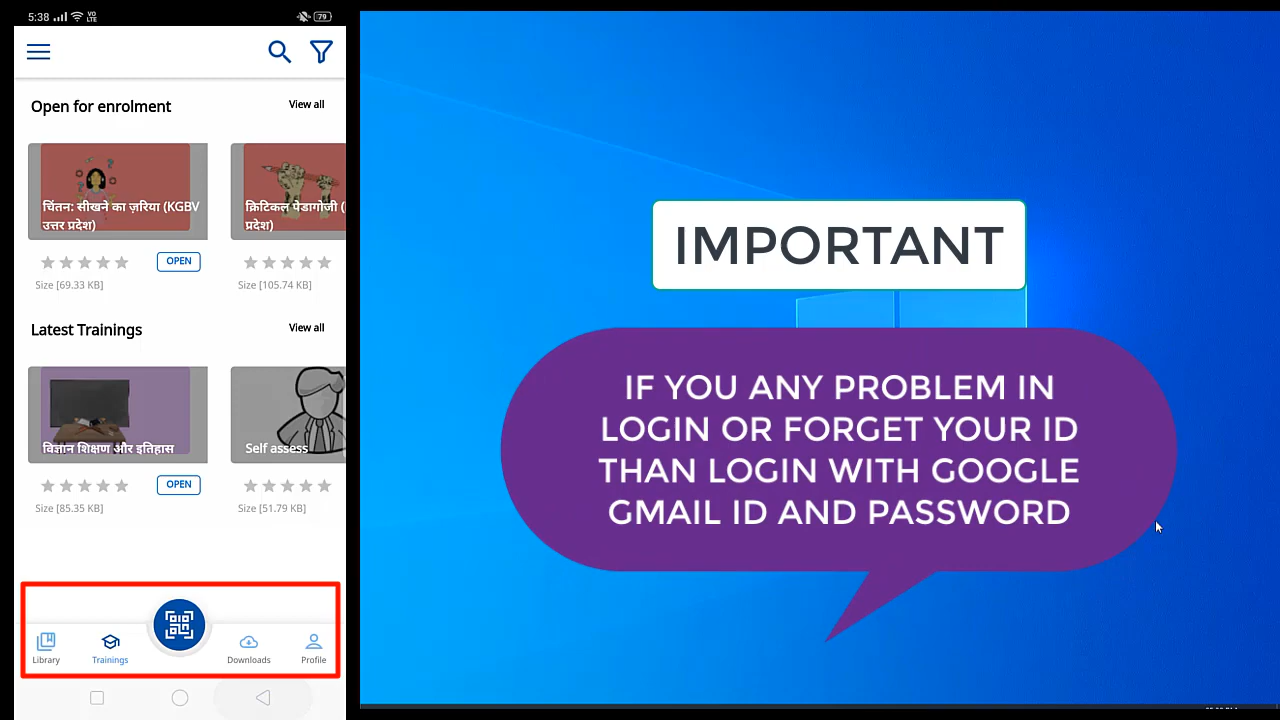 5:38 VO LTE 79
Open for enrolment View all
चिंतन: सीखने का ज़रिया (KGBV
उत्तर प्रदेश)
क्रिटिकल पेडागोजी (
प्रदेश)
OPEN
Size [69.33 KB] Size [105.74 KB]
Latest Trainings View all
विज्ञान शिक्षण और इतिहास Self assess
OPEN
Size [85.35 KB] Size [51.79 KB]
Library Trainings Downloads Profile
IMPORTANT
IF YOU ANY PROBLEM IN
LOGIN OR FORGET YOUR ID
THAN LOGIN WITH GOOGLE
GMAIL ID AND PASSWORD